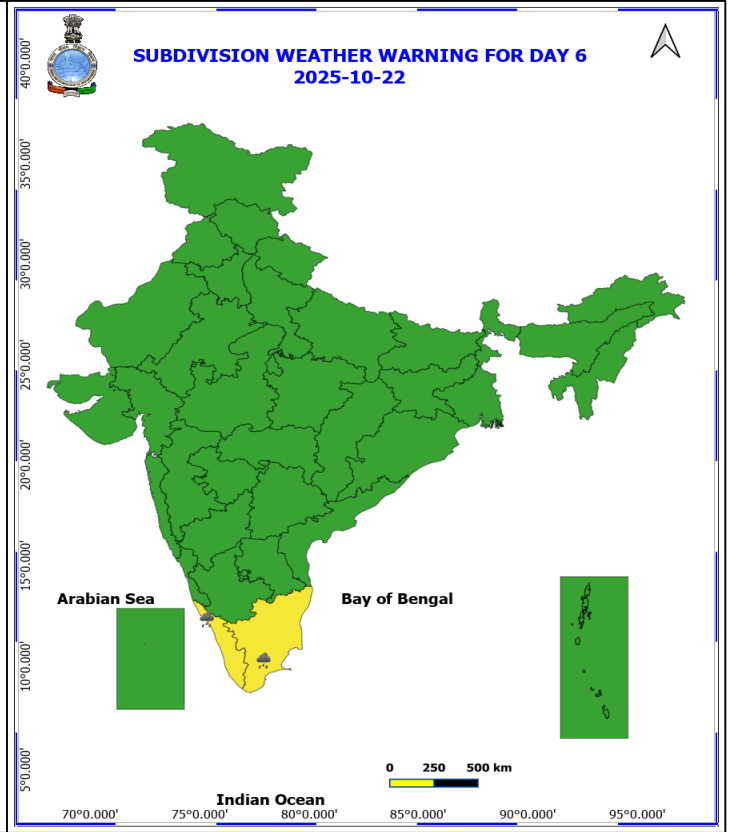 SUBDIVISION WEATHER WARNING FOR DAY 6
2025-10-22
40°0.000'
35°0.000'
30°0.000'
25°0.000'
20°0.000'
15°0.000'
10°0.000'
5°0.000'
Arabian Sea
Bay of Bengal
0 250 500 km
Indian Ocean
70°0.000' 75°0.000' 80°0.000' 85°0.000' 90°0.000' 95°0.000'